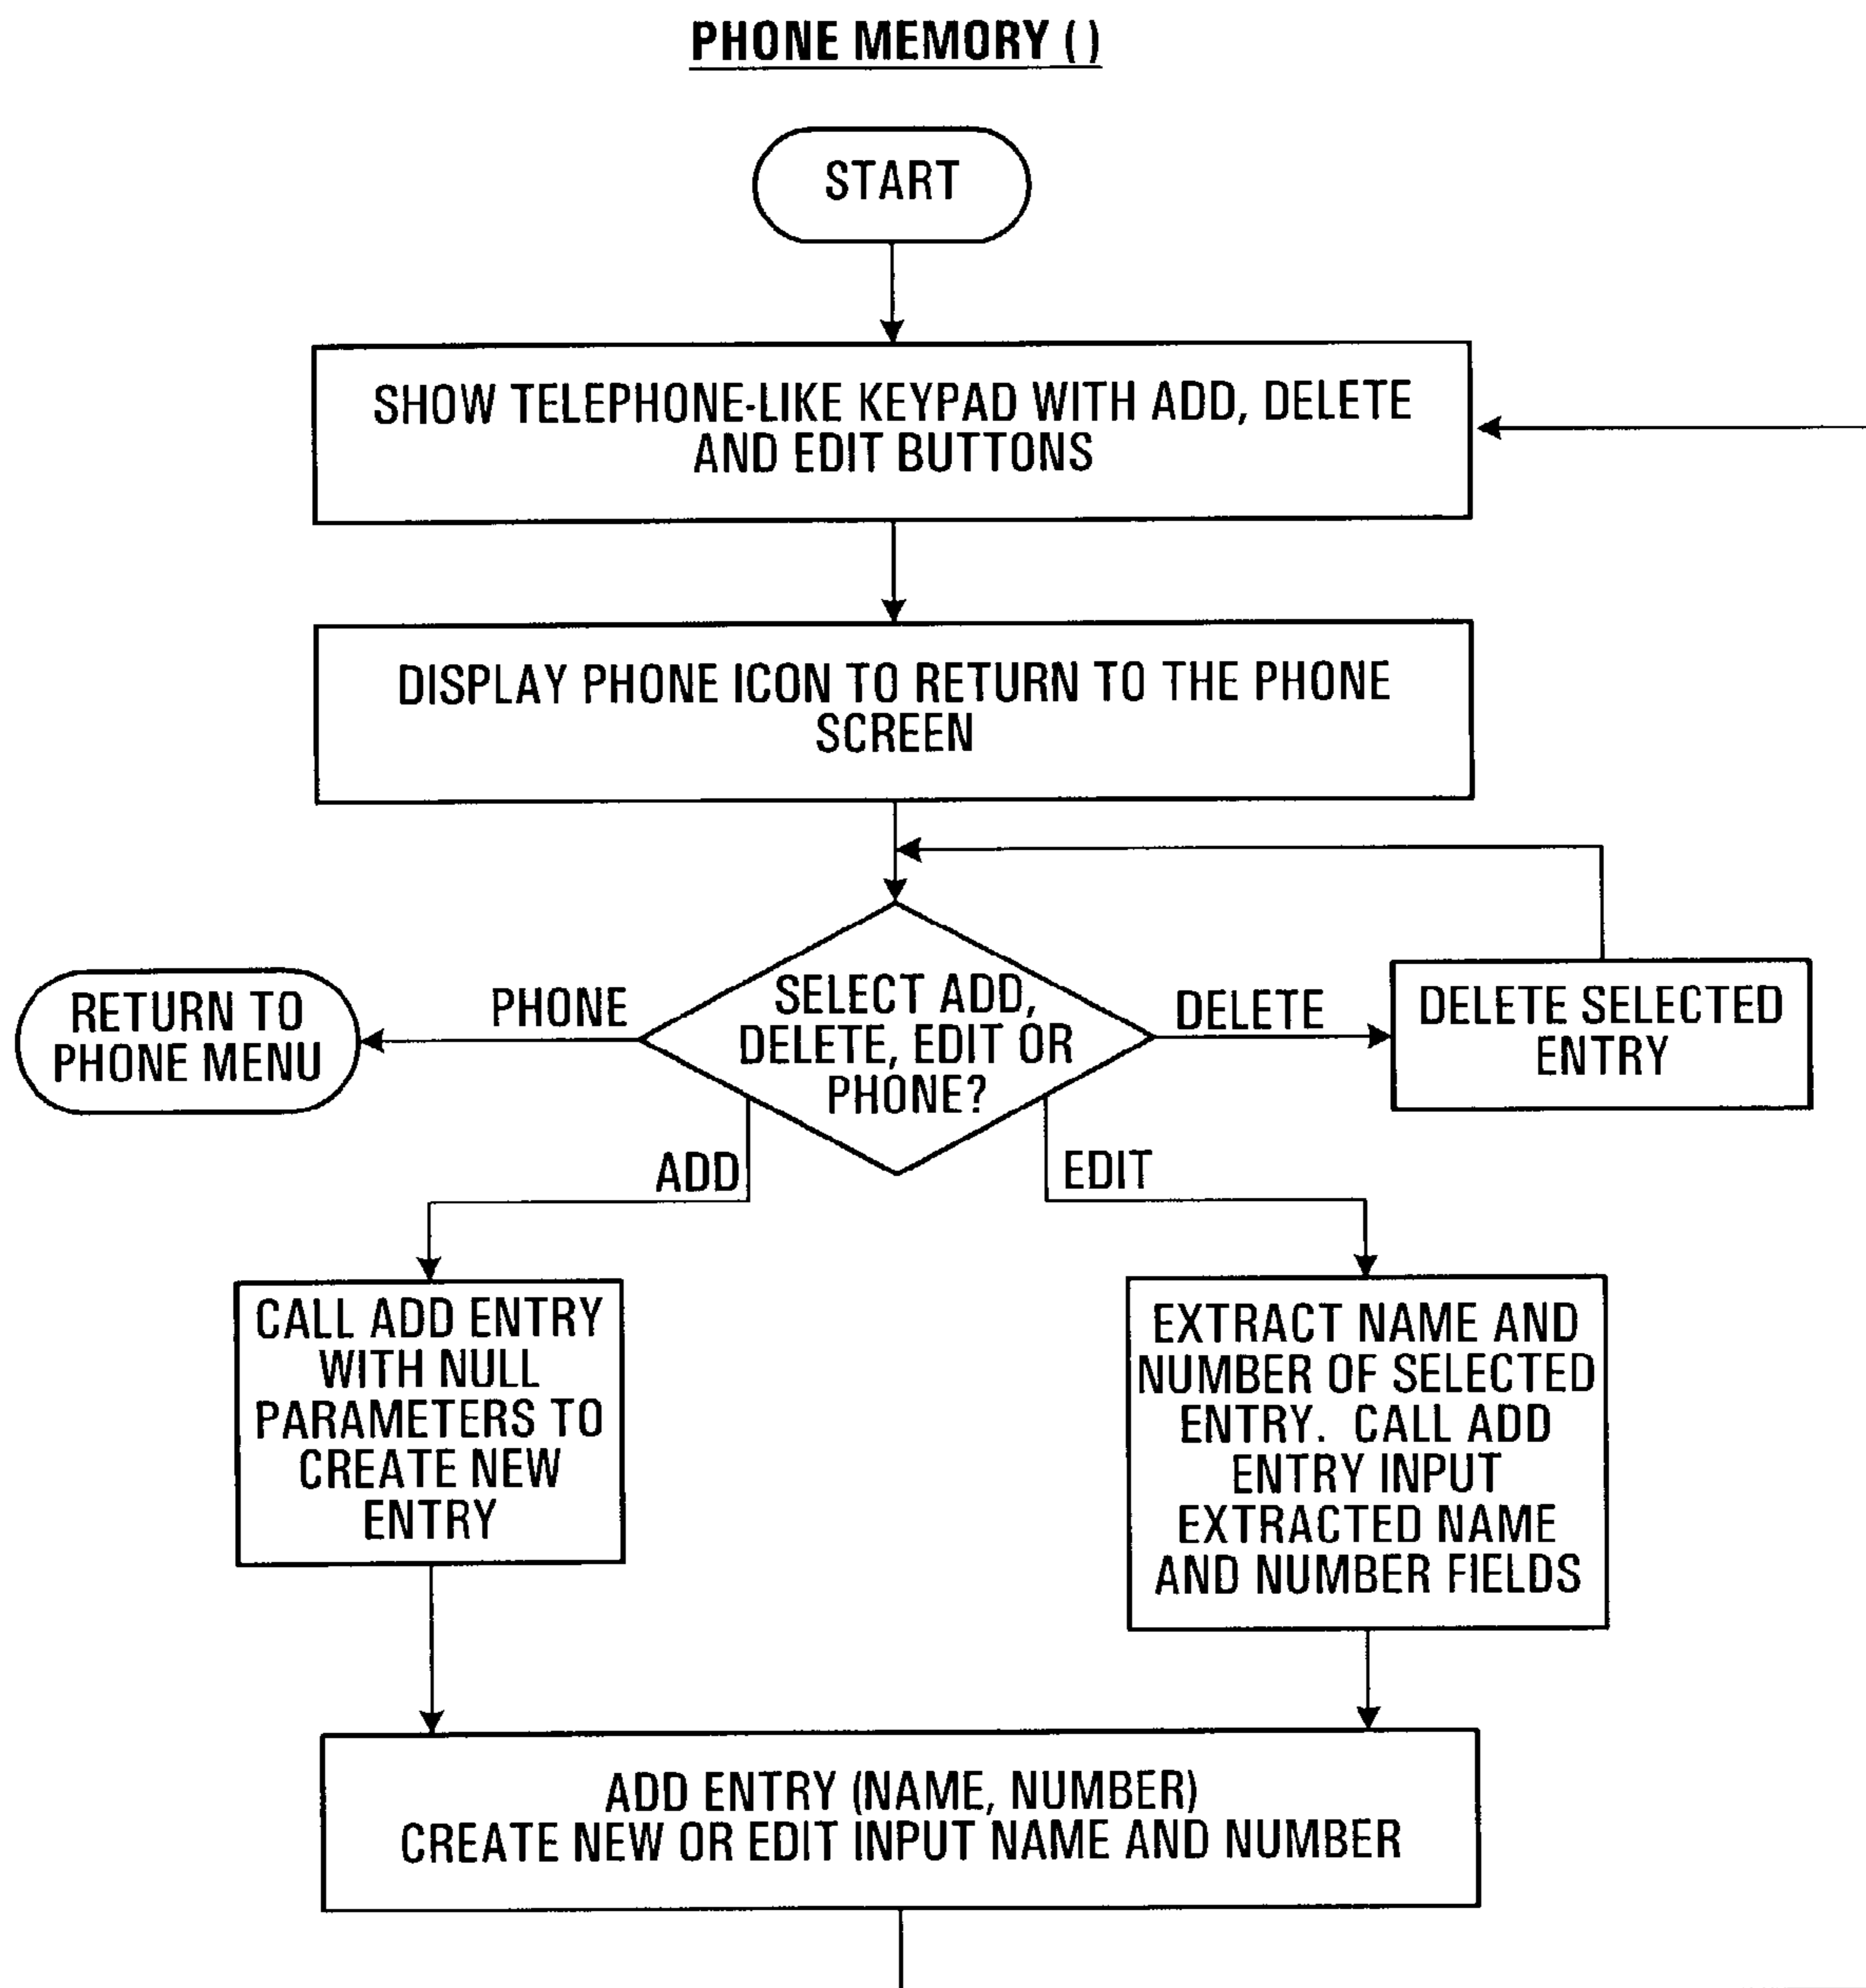 PHONE MEMORY ( )
START
SHOW TELEPHONE-LIKE KEYPAD WITH ADD, DELETE
AND EDIT BUTTONS
DISPLAY PHONE ICON TO RETURN TO THE PHONE
SCREEN
SELECT ADD,
DELETE, EDIT OR
PHONE?
PHONE
RETURN TO
PHONE MENU
DELETE
DELETE SELECTED
ENTRY
ADD
EDIT
CALL ADD ENTRY
WITH NULL
PARAMETERS TO
CREATE NEW
ENTRY
EXTRACT NAME AND
NUMBER OF SELECTED
ENTRY. CALL ADD
ENTRY INPUT
EXTRACTED NAME
AND NUMBER FIELDS
ADD ENTRY (NAME, NUMBER)
CREATE NEW OR EDIT INPUT NAME AND NUMBER